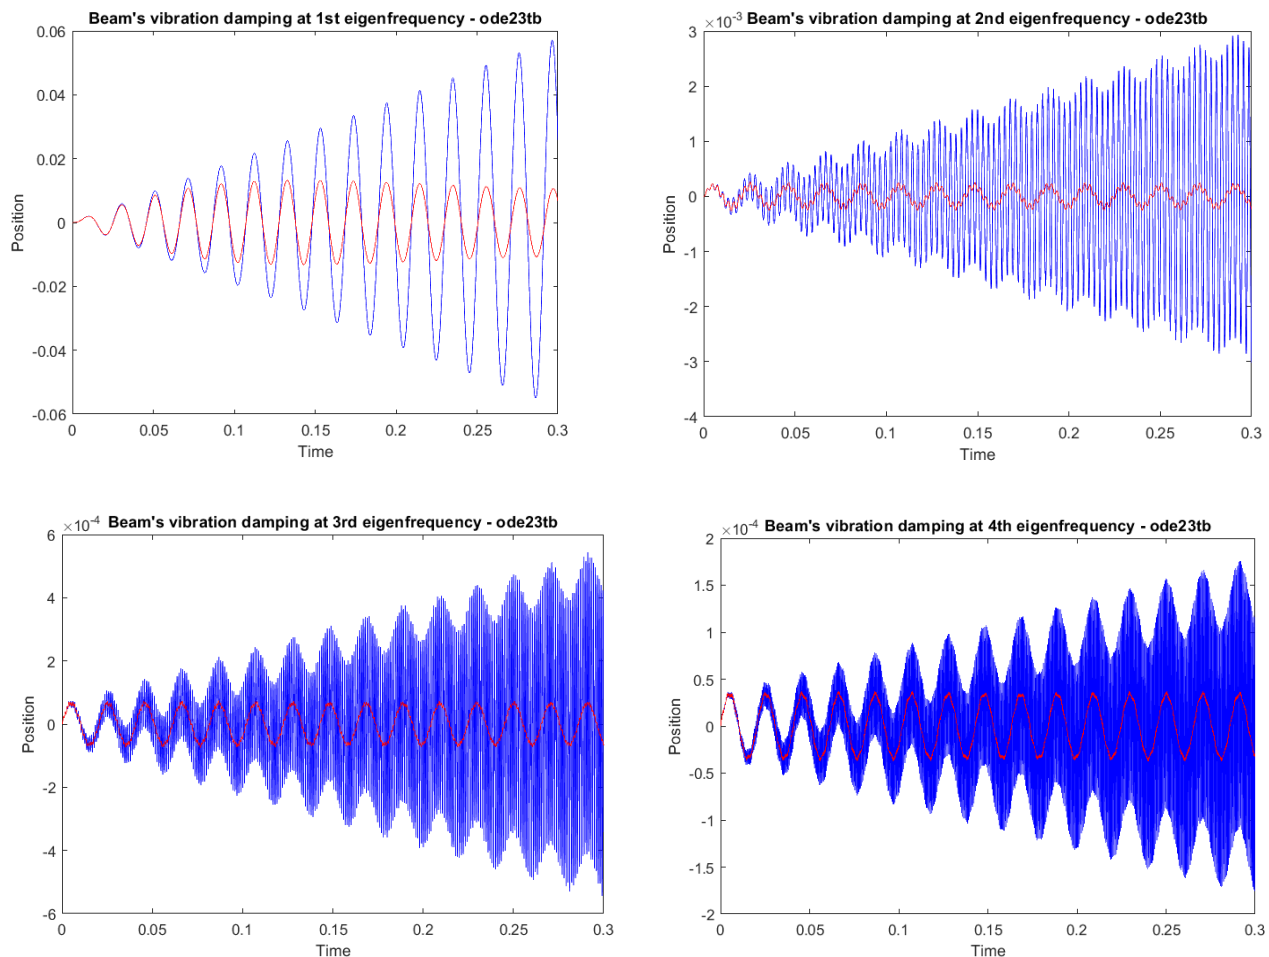 Beam's vibration damping at 1st eigenfrequency - ode23tb
0.06
0.04
0.02
0
-0.02
-0.04
-0.06
Position
0 0.05 0.1 0.15 0.2 0.25 0.3
Time
×10-3 Beam's vibration damping at 2nd eigenfrequency - ode23tb
3
2
1
0
-1
-2
-3
-4
Position
0 0.05 0.1 0.15 0.2 0.25 0.3
Time
×10-4 Beam's vibration damping at 3rd eigenfrequency - ode23tb
6
4
2
0
-2
-4
-6
Position
0 0.05 0.1 0.15 0.2 0.25 0.3
Time
×10-4 Beam's vibration damping at 4th eigenfrequency - ode23tb
2
1.5
1
0.5
0
-0.5
-1
-1.5
-2
Position
0 0.05 0.1 0.15 0.2 0.25 0.3
Time